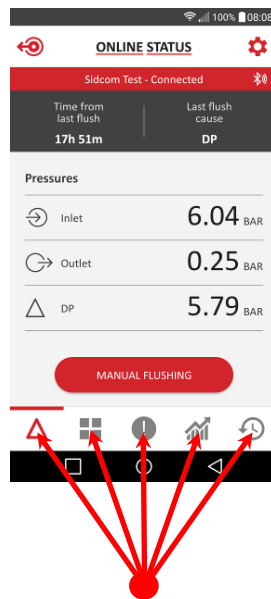 100% 08:08
ONLINE STATUS
Sidcom Test - Connected
Time from
last flush
17h 51m
Last flush
cause
DP
Pressures
Inlet 6.04 BAR
Outlet 0.25 BAR
DP 5.79 BAR
MANUAL FLUSHING